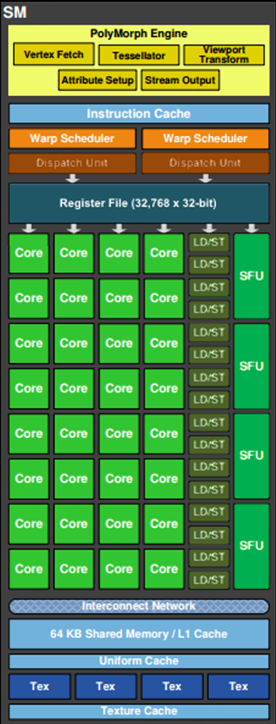 SM
PolyMorph Engine
Vertex Fetch Tessellator Viewport Transform
Attribute Setup Stream Output
Instruction Cache
Warp Scheduler Warp Scheduler
Dispatch Unit Dispatch Unit
Register File (32,768 x 32-bit)
LD/ST
Core Core Core Core SFU
LD/ST
LD/ST
Core Core Core Core
LD/ST
LD/ST
Core Core Core Core SFU
LD/ST
LD/ST
Core Core Core Core
LD/ST
LD/ST
Core Core Core Core SFU
LD/ST
LD/ST
Core Core Core Core
LD/ST
LD/ST
Core Core Core Core SFU
LD/ST
LD/ST
Core Core Core Core
LD/ST
Interconnect Network
64 KB Shared Memory / L1 Cache
Uniform Cache
Tex Tex Tex Tex
Texture Cache